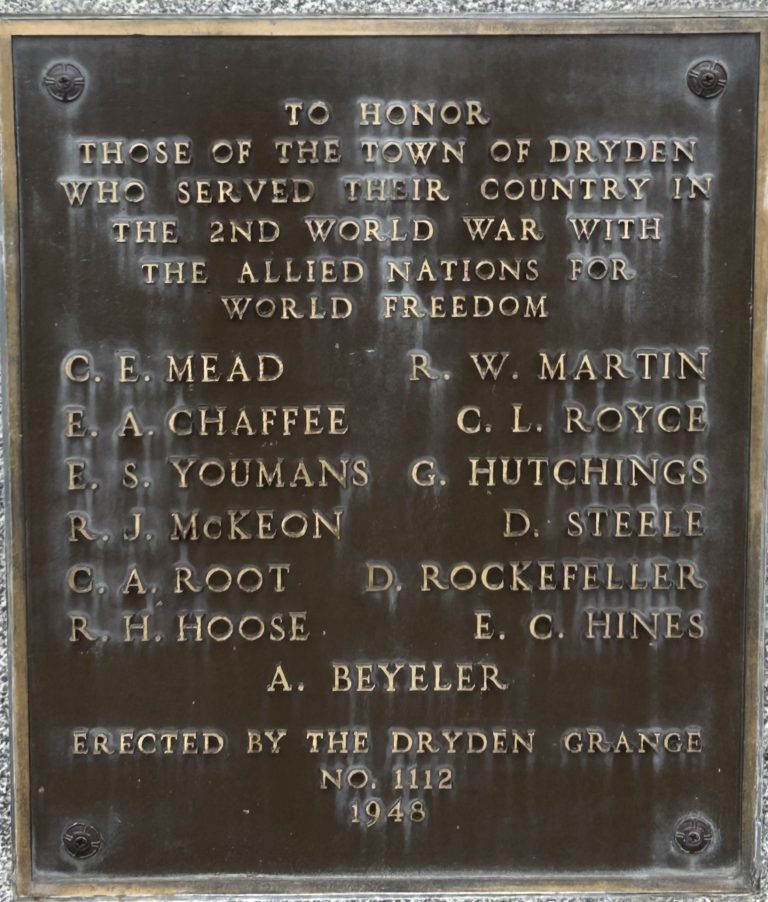 TO HONOR
THOSE OF THE TOWN OF DRYDEN
WHO SERVED THEIR COUNTRY IN
THE 2ND WORLD WAR WITH
THE ALLIED NATIONS FOR
WORLD FREEDOM
C. E. MEAD R. W. MARTIN
E. A. CHAFFEE C. L. ROYCE
E. S. YOUMANS G. HUTCHINGS
R. J. McKEON D. STEELE
C. A. ROOT D. ROCKEFELLER
R. H. HOOSE E. C. HINES
A. BEYELER
ERECTED BY THE DRYDEN GRANGE
NO. 1112
1948